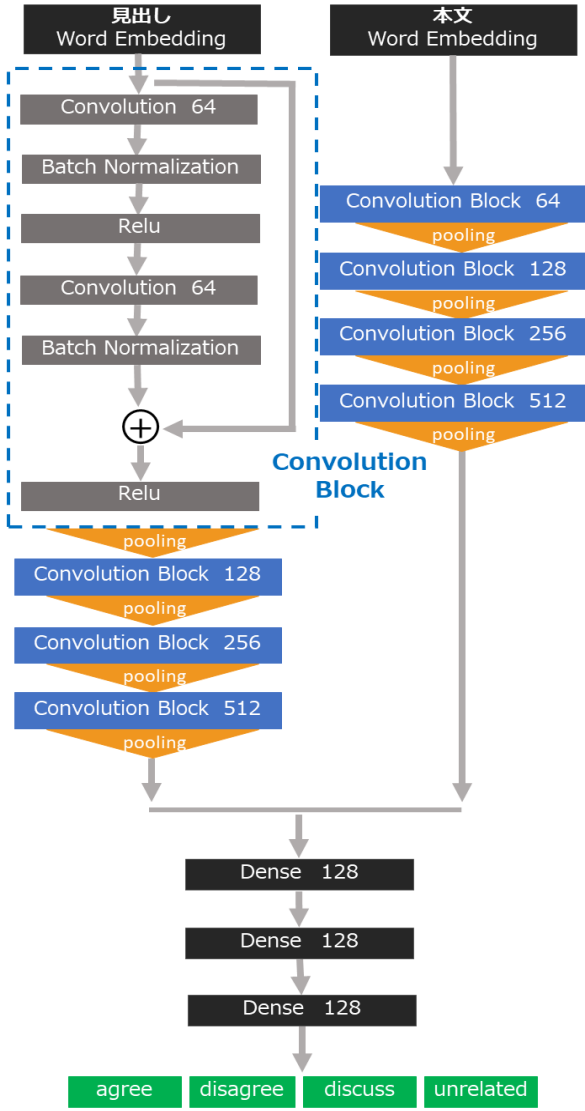 見出し
Word Embedding
Convolution 64
Batch Normalization
Relu
Convolution 64
Batch Normalization
Relu
Convolution
Block
pooling
Convolution Block 128
pooling
Convolution Block 256
pooling
Convolution Block 512
pooling
本文
Word Embedding
Convolution Block 64
pooling
Convolution Block 128
pooling
Convolution Block 256
pooling
Convolution Block 512
pooling
Dense 128
Dense 128
Dense 128
agree disagree discuss unrelated